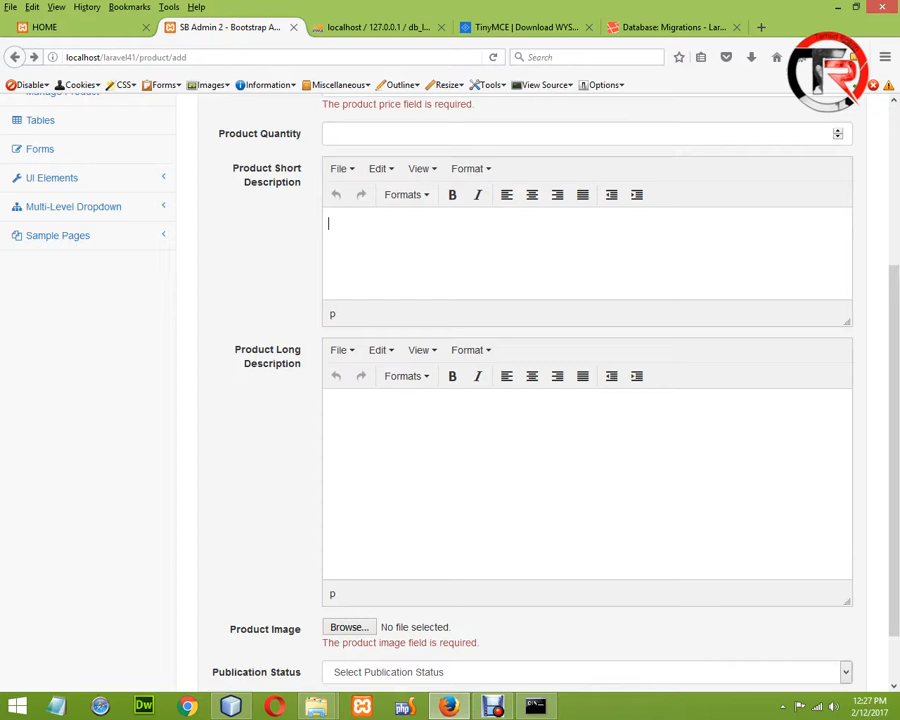 File Edit View History Bookmarks Tools Help
HOME SB Admin 2 - Bootstrap A... localhost / 127.0.0.1 / db_l... TinyMCE | Download WYS... Database: Migrations - Lar...
localhost/laravel41/product/add Search
Disable Cookies CSS Forms Images Information Miscellaneous Outline Resize Tools View Source Options
TR
Manage Product
The product price field is required.
Tables
Product Quantity
Forms
Product Short Description
File Edit View Format
UI Elements
Formats B I
Multi-Level Dropdown
Sample Pages
p
Product Long Description
File Edit View Format
Formats B I
p
Product Image Browse... No file selected.
The product image field is required.
Publication Status Select Publication Status
Dw php
12:27 PM
2/12/2017